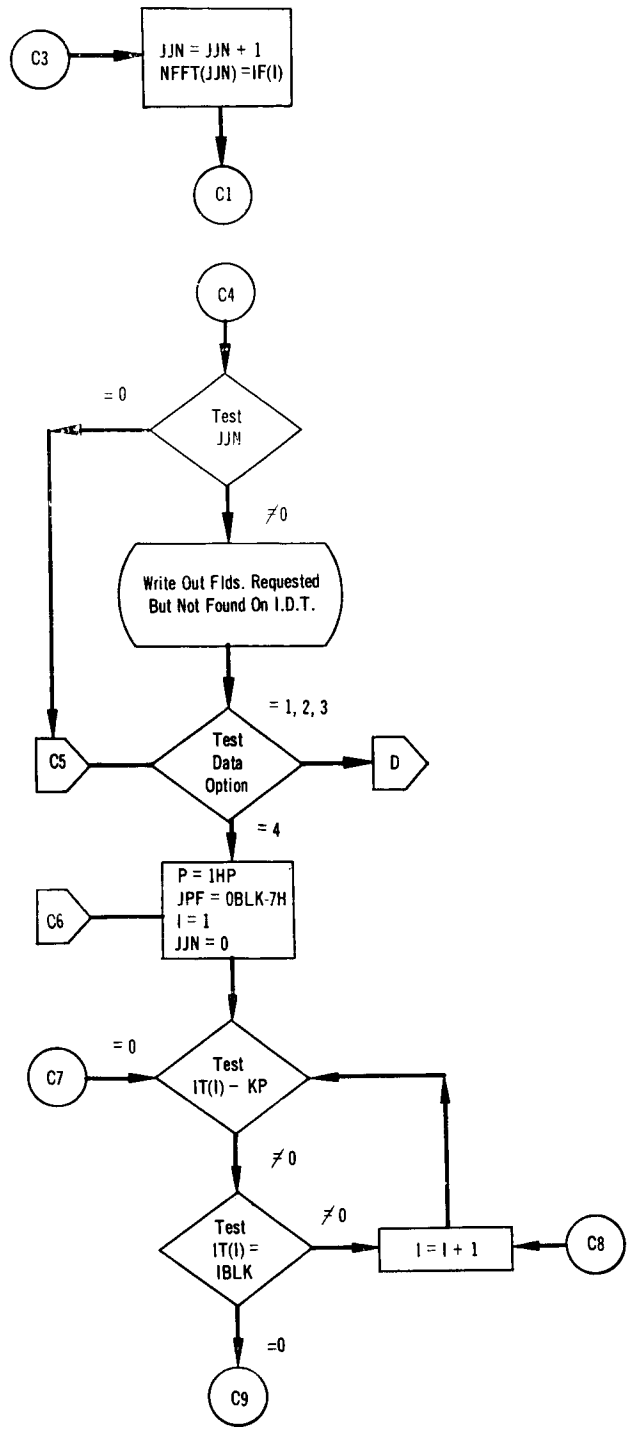 C3
JJN = JJN + 1
NFFT(JJN) = IF(I)
C1
C4
= 0
Test
JJN
≠ 0
Write Out Flds. Requested
But Not Found On I.D.T.
= 1, 2, 3
C5
Test
Data
Option
D
= 4
P = 1HP
JPF = 0BLK-7H
I = 1
JJN = 0
C6
= 0
C7
Test
IT(I) - KP
≠ 0
≠ 0
Test
IT(I) =
IBLK
I = I + 1
C8
=0
C9